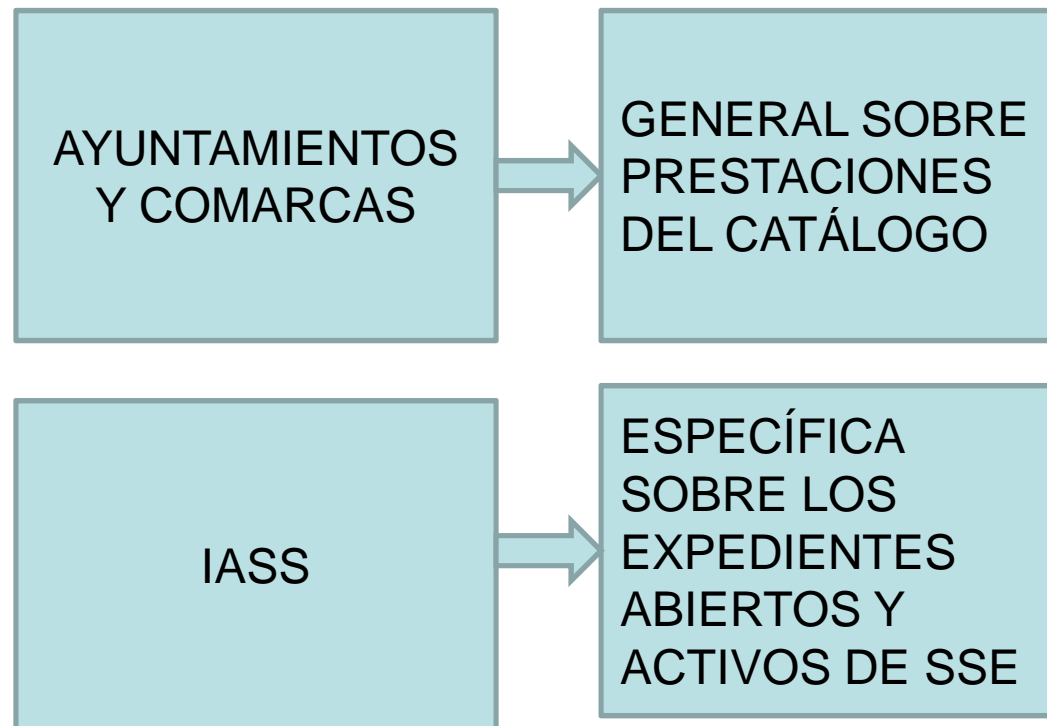 AYUNTAMIENTOS
Y COMARCAS
GENERAL SOBRE
PRESTACIONES
DEL CATÁLOGO
IASS
ESPECÍFICA
SOBRE LOS
EXPEDIENTES
ABIERTOS Y
ACTIVOS DE SSE